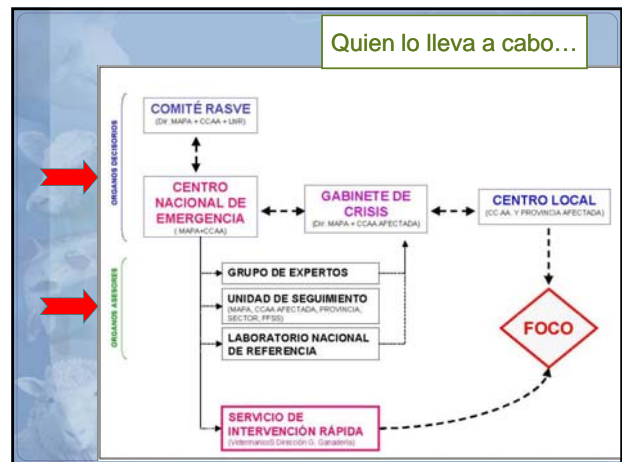 Quien lo lleva a cabo…
ORGANOS DECISORIOS
COMITÉ RASVE
(Dir: MAPA + CCAA + LNR)
CENTRO
NACIONAL DE
EMERGENCIA
( MAPA+CCAA)
GABINETE DE
CRISIS
(Dir: MAPA + CCAA AFECTADA)
CENTRO LOCAL
(CC.AA. Y PROVINCIA AFECTADA)
ORGANOS ASESORES
GRUPO DE EXPERTOS
UNIDAD DE SEGUIMIENTO
(MAPA, CCAA AFECTADA, PROVINCIA,
SECTOR, FFSS)
LABORATORIO NACIONAL
DE REFERENCIA
FOCO
SERVICIO DE
INTERVENCIÓN RÁPIDA
(VeterinarioS Dirección G. Ganadería)